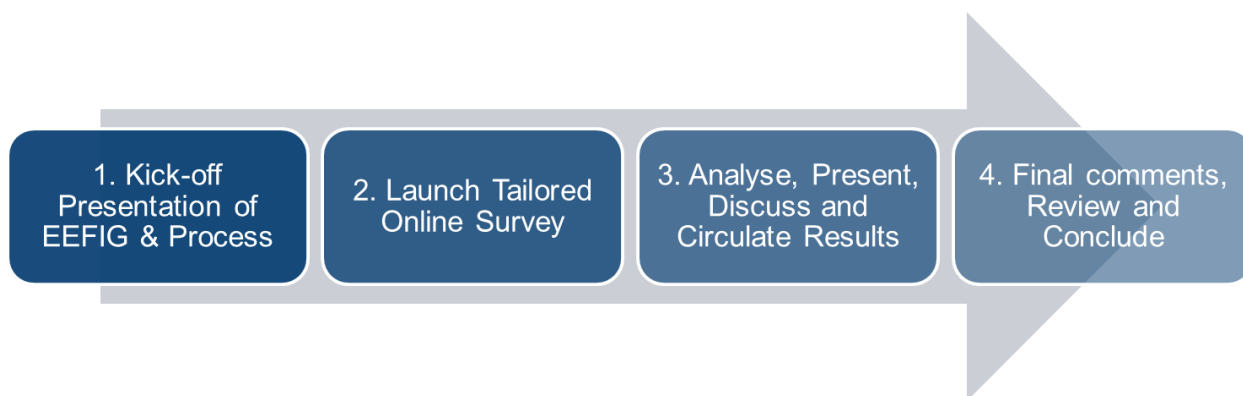 1. Kick-off
Presentation of
EEFIG & Process
2. Launch Tailored
Online Survey
3. Analyse, Present,
Discuss and
Circulate Results
4. Final comments,
Review and
Conclude